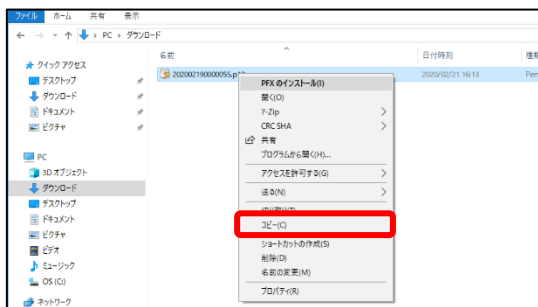 ファイル ホーム 共有 表示
PC › ダウンロード
名前 日付時刻 種類
クイック アクセス
デスクトップ
ダウンロード
ドキュメント
ピクチャ
PC
3D オブジェクト
ダウンロード
デスクトップ
ドキュメント
ピクチャ
ビデオ
ミュージック
OS (C:)
ネットワーク
202002190000055.p12 2020/02/21 16:13 Pers
PFX のインストール(I)
開く(O)
7-Zip
CRC SHA
共有
プログラムから開く(H)...
アクセスを許可する(G)
送る(N)
コピー(C)
ショートカットの作成(S)
削除(D)
名前の変更(M)
プロパティ(R)